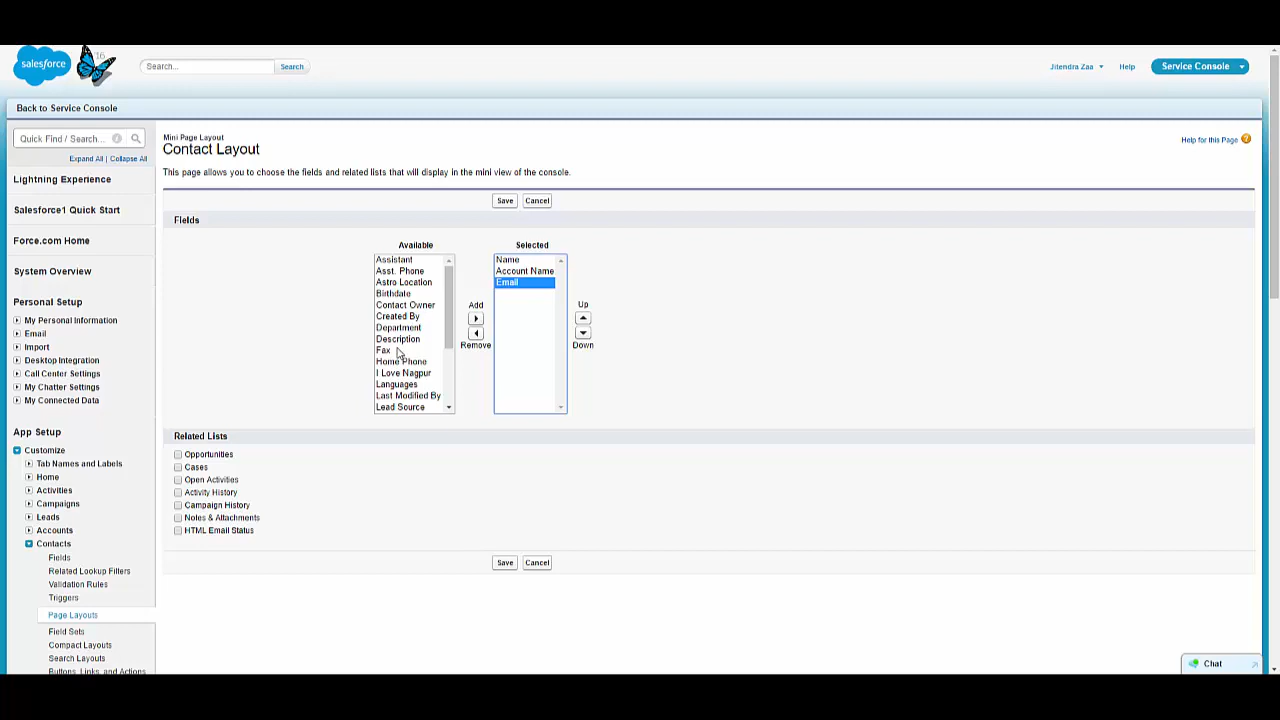 salesforce
16
Search...
Search
Jitendra Zaa
Help
Service Console
Back to Service Console
Quick Find / Search...
Expand All | Collapse All
Lightning Experience
Salesforce1 Quick Start
Force.com Home
System Overview
Personal Setup
My Personal Information
Email
Import
Desktop Integration
Call Center Settings
My Chatter Settings
My Connected Data
App Setup
Customize
Tab Names and Labels
Home
Activities
Campaigns
Leads
Accounts
Contacts
Fields
Related Lookup Filters
Validation Rules
Triggers
Page Layouts
Field Sets
Compact Layouts
Search Layouts
Buttons, Links, and Actions
Mini Page Layout
Contact Layout
Help for this Page
This page allows you to choose the fields and related lists that will display in the mini view of the console.
Save
Cancel
Fields
Available
Assistant
Asst. Phone
Astro Location
Birthdate
Contact Owner
Created By
Department
Description
Fax
Home Phone
I Love Nagpur
Languages
Last Modified By
Lead Source
Add
Remove
Selected
Name
Account Name
Email
Up
Down
Related Lists
Opportunities
Cases
Open Activities
Activity History
Campaign History
Notes & Attachments
HTML Email Status
Save
Cancel
Chat